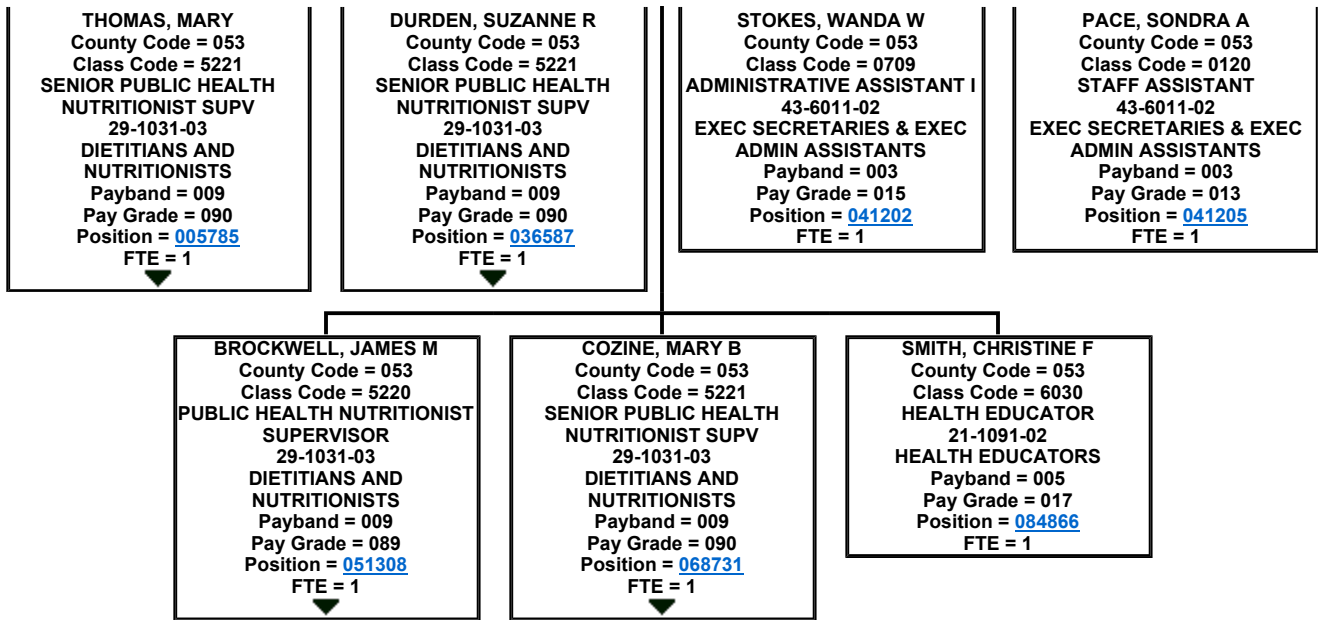 THOMAS, MARY
County Code = 053
Class Code = 5221
SENIOR PUBLIC HEALTH
NUTRITIONIST SUPV
29-1031-03
DIETITIANS AND
NUTRITIONISTS
Payband = 009
Pay Grade = 090
Position = 005785
FTE = 1
DURDEN, SUZANNE R
County Code = 053
Class Code = 5221
SENIOR PUBLIC HEALTH
NUTRITIONIST SUPV
29-1031-03
DIETITIANS AND
NUTRITIONISTS
Payband = 009
Pay Grade = 090
Position = 036587
FTE = 1
STOKES, WANDA W
County Code = 053
Class Code = 0709
ADMINISTRATIVE ASSISTANT I
43-6011-02
EXEC SECRETARIES & EXEC
ADMIN ASSISTANTS
Payband = 003
Pay Grade = 015
Position = 041202
FTE = 1
PACE, SONDRA A
County Code = 053
Class Code = 0120
STAFF ASSISTANT
43-6011-02
EXEC SECRETARIES & EXEC
ADMIN ASSISTANTS
Payband = 003
Pay Grade = 013
Position = 041205
FTE = 1
BROCKWELL, JAMES M
County Code = 053
Class Code = 5220
PUBLIC HEALTH NUTRITIONIST
SUPERVISOR
29-1031-03
DIETITIANS AND
NUTRITIONISTS
Payband = 009
Pay Grade = 089
Position = 051308
FTE = 1
COZINE, MARY B
County Code = 053
Class Code = 5221
SENIOR PUBLIC HEALTH
NUTRITIONIST SUPV
29-1031-03
DIETITIANS AND
NUTRITIONISTS
Payband = 009
Pay Grade = 090
Position = 068731
FTE = 1
SMITH, CHRISTINE F
County Code = 053
Class Code = 6030
HEALTH EDUCATOR
21-1091-02
HEALTH EDUCATORS
Payband = 005
Pay Grade = 017
Position = 084866
FTE = 1